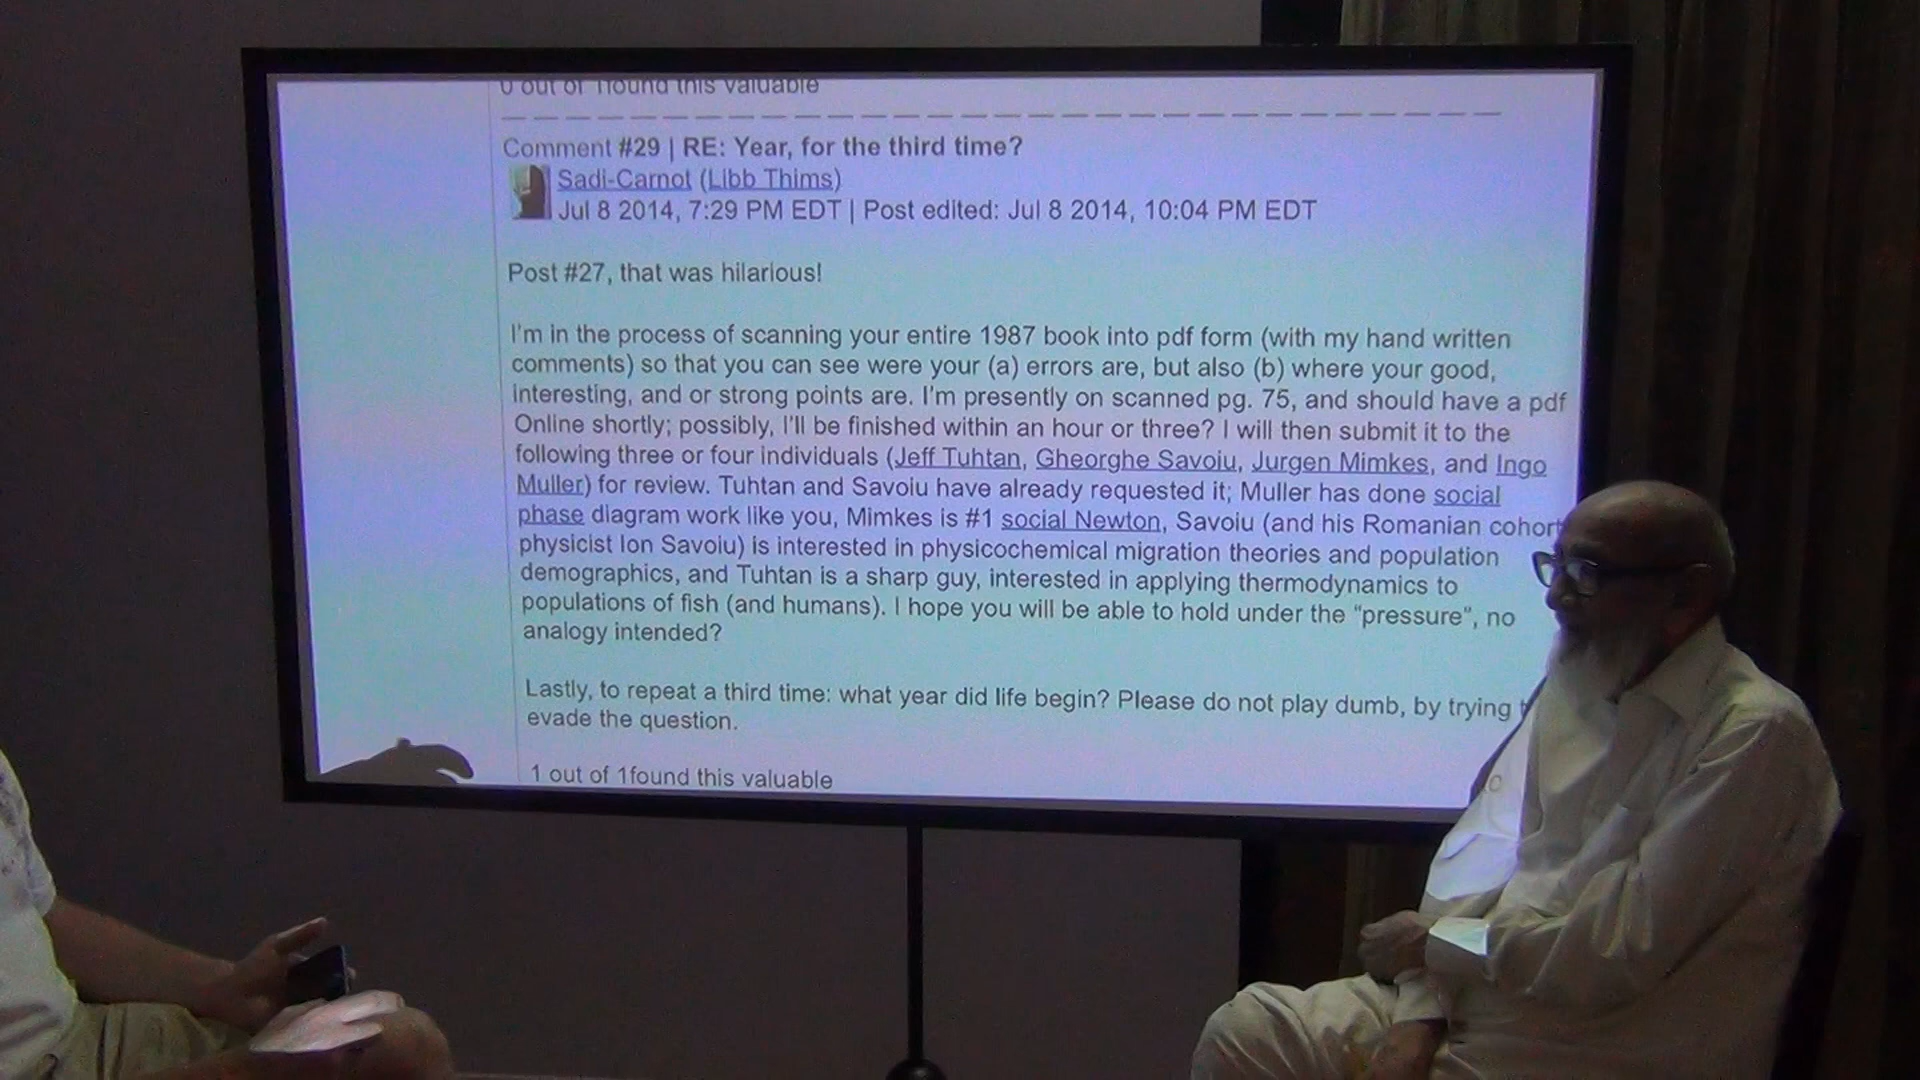 0 out of 1found this valuable
Comment #29 | RE: Year, for the third time?
Sadi-Carnot (Libb Thims)
Jul 8 2014, 7:29 PM EDT | Post edited: Jul 8 2014, 10:04 PM EDT
Post #27, that was hilarious!
I'm in the process of scanning your entire 1987 book into pdf form (with my hand written
comments) so that you can see were your (a) errors are, but also (b) where your good,
interesting, and or strong points are. I'm presently on scanned pg. 75, and should have a pdf
Online shortly; possibly, I'll be finished within an hour or three? I will then submit it to the
following three or four individuals (Jeff Tuhtan, Gheorghe Savoiu, Jurgen Mimkes, and Ingo
Muller) for review. Tuhtan and Savoiu have already requested it; Muller has done social
phase diagram work like you, Mimkes is #1 social Newton, Savoiu (and his Romanian cohort
physicist Ion Savoiu) is interested in physicochemical migration theories and population
demographics, and Tuhtan is a sharp guy, interested in applying thermodynamics to
populations of fish (and humans). I hope you will be able to hold under the "pressure", no
analogy intended?
Lastly, to repeat a third time: what year did life begin? Please do not play dumb, by trying
evade the question.
1 out of 1found this valuable